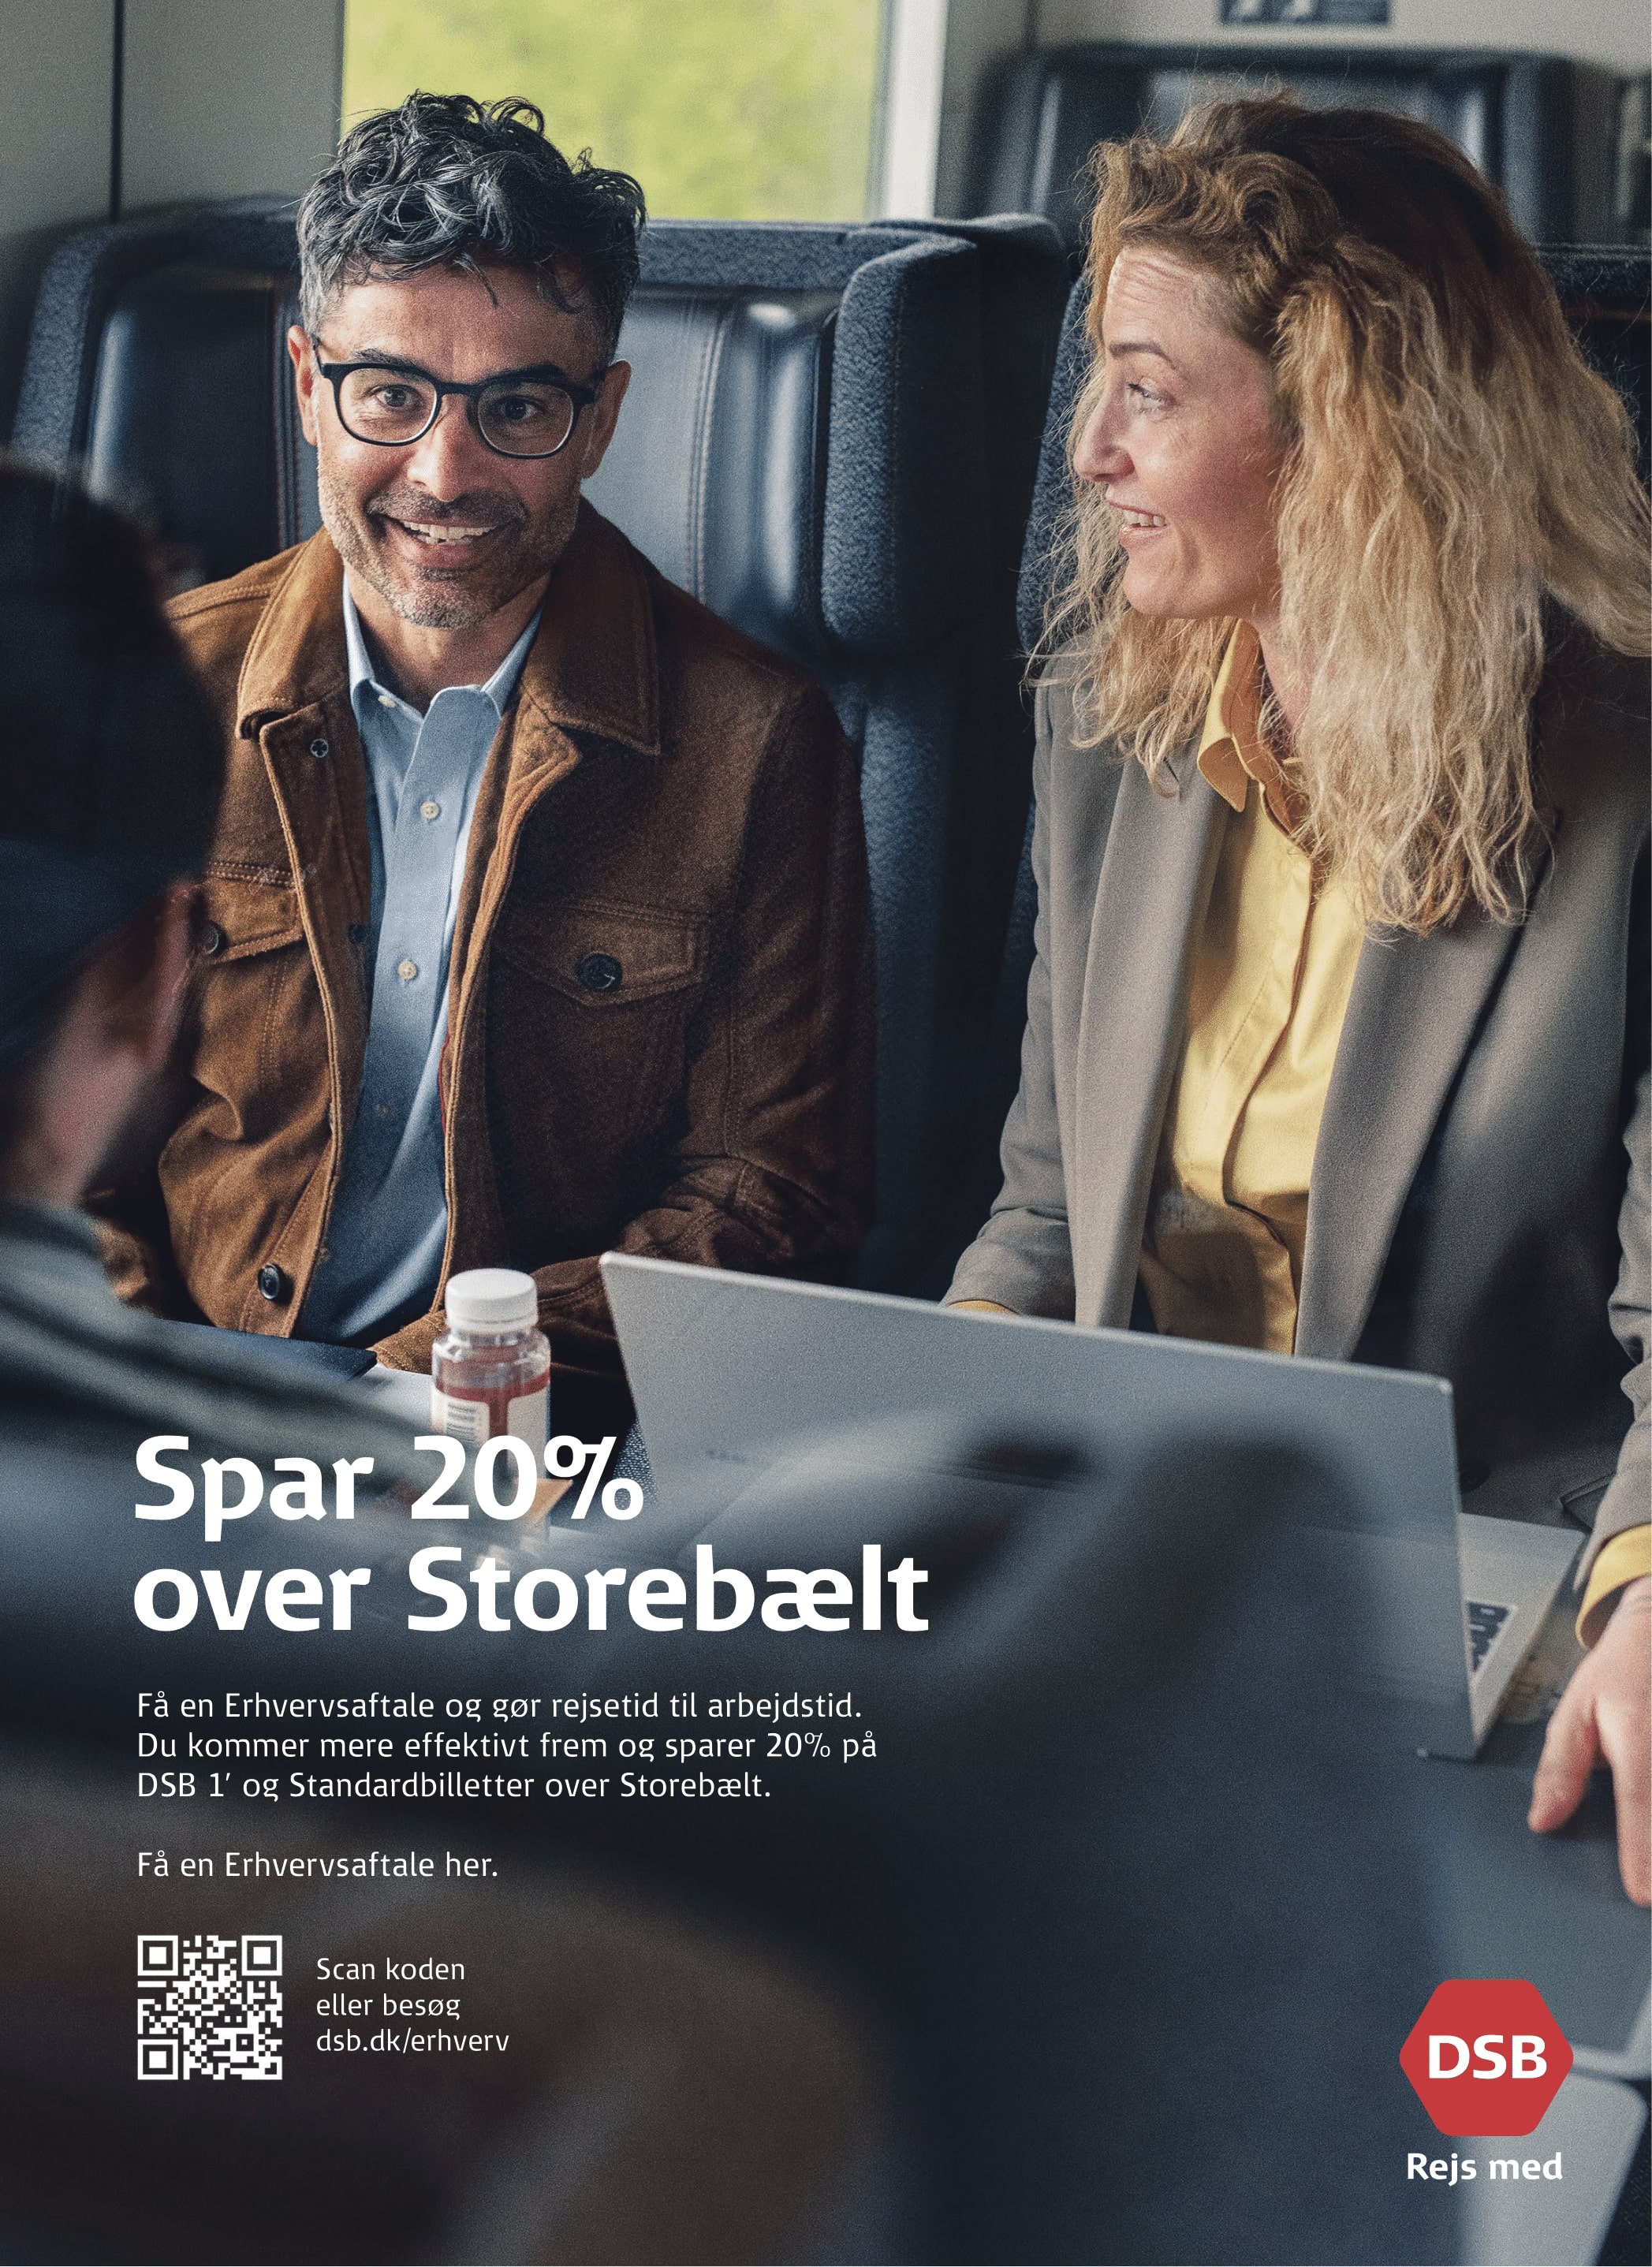 Spar 20%
over Storebælt
Få en Erhvervsaftale og gør rejsetid til arbejdstid.
Du kommer mere effektivt frem og sparer 20% på
DSB 1’ og Standardbilletter over Storebælt.
Få en Erhvervsaftale her.
Scan koden
eller besøg
dsb.dk/erhverv
DSB
Rejs med